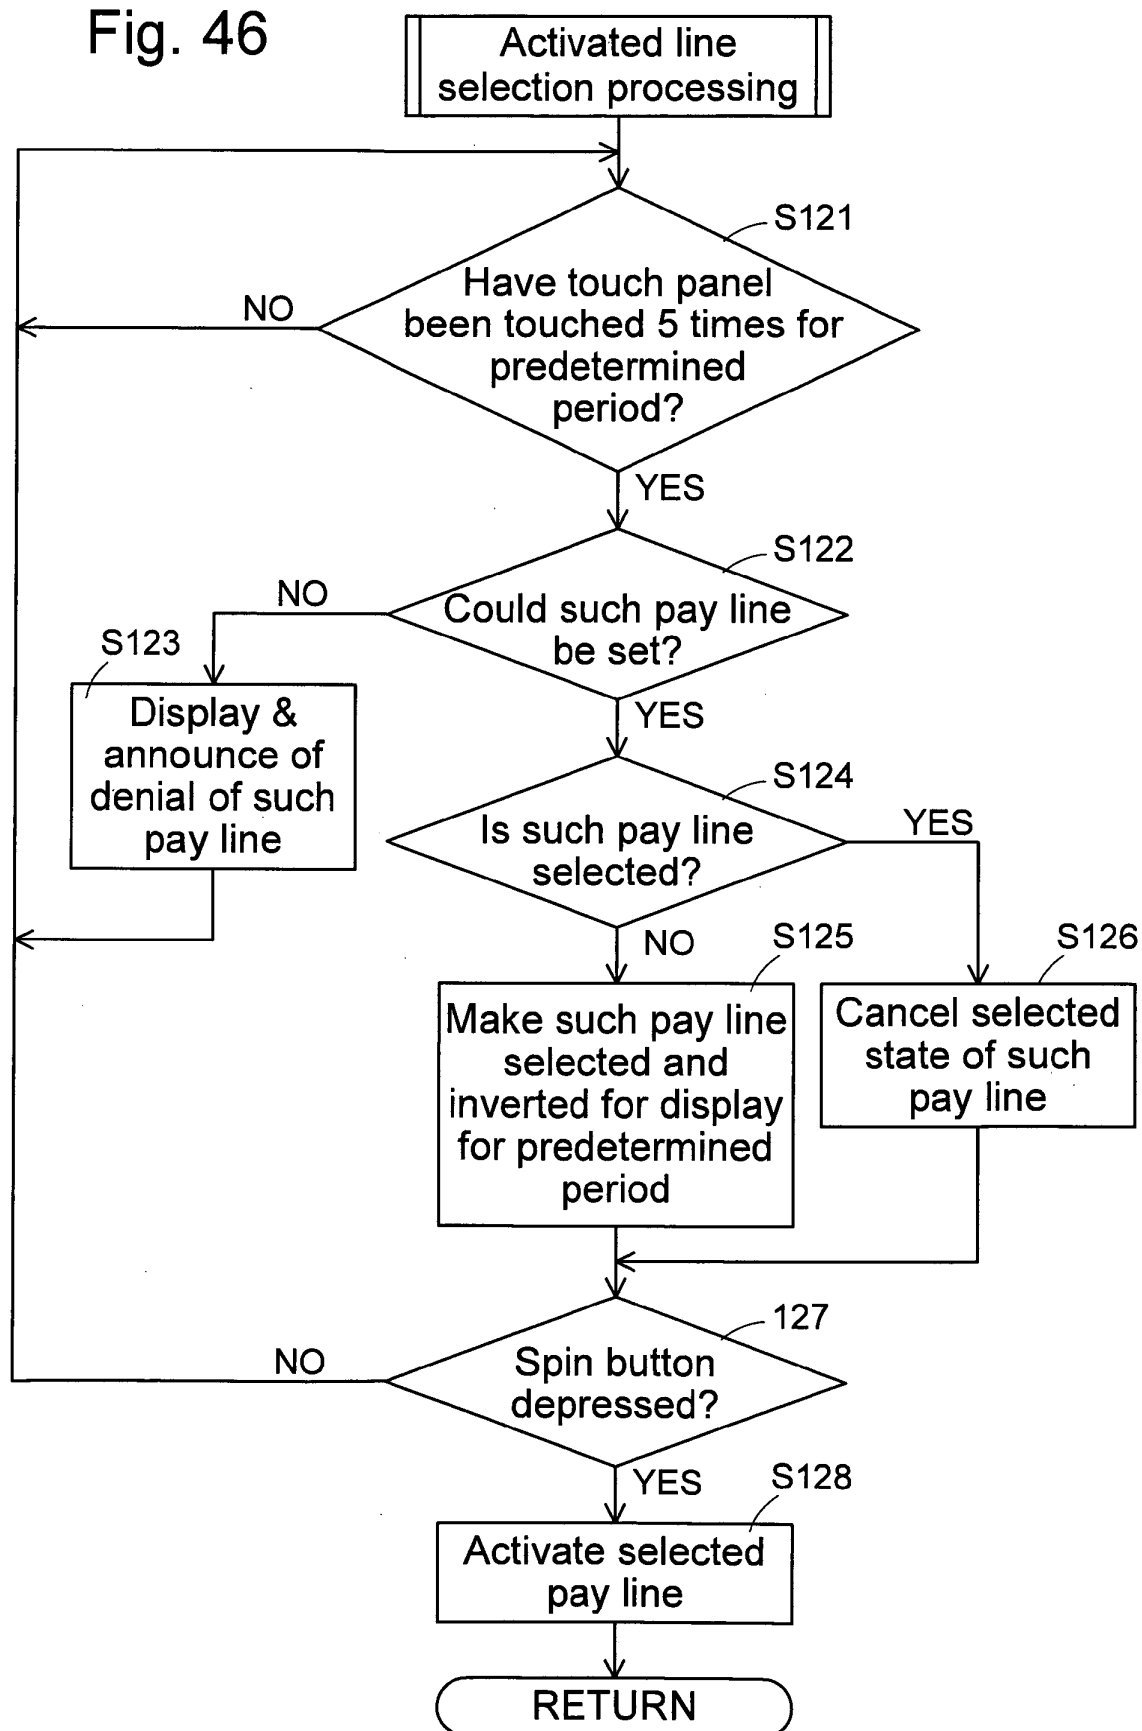 Fig. 46
Activated line
selection processing
S121
Have touch panel
been touched 5 times for
predetermined
period?
NO
YES
S122
Could such pay line
be set?
NO
YES
S123
Display &
announce of
denial of such
pay line
S124
Is such pay line
selected?
YES
NO
S125
Make such pay line
selected and
inverted for display
for predetermined
period
S126
Cancel selected
state of such
pay line
127
Spin button
depressed?
NO
YES
S128
Activate selected
pay line
RETURN